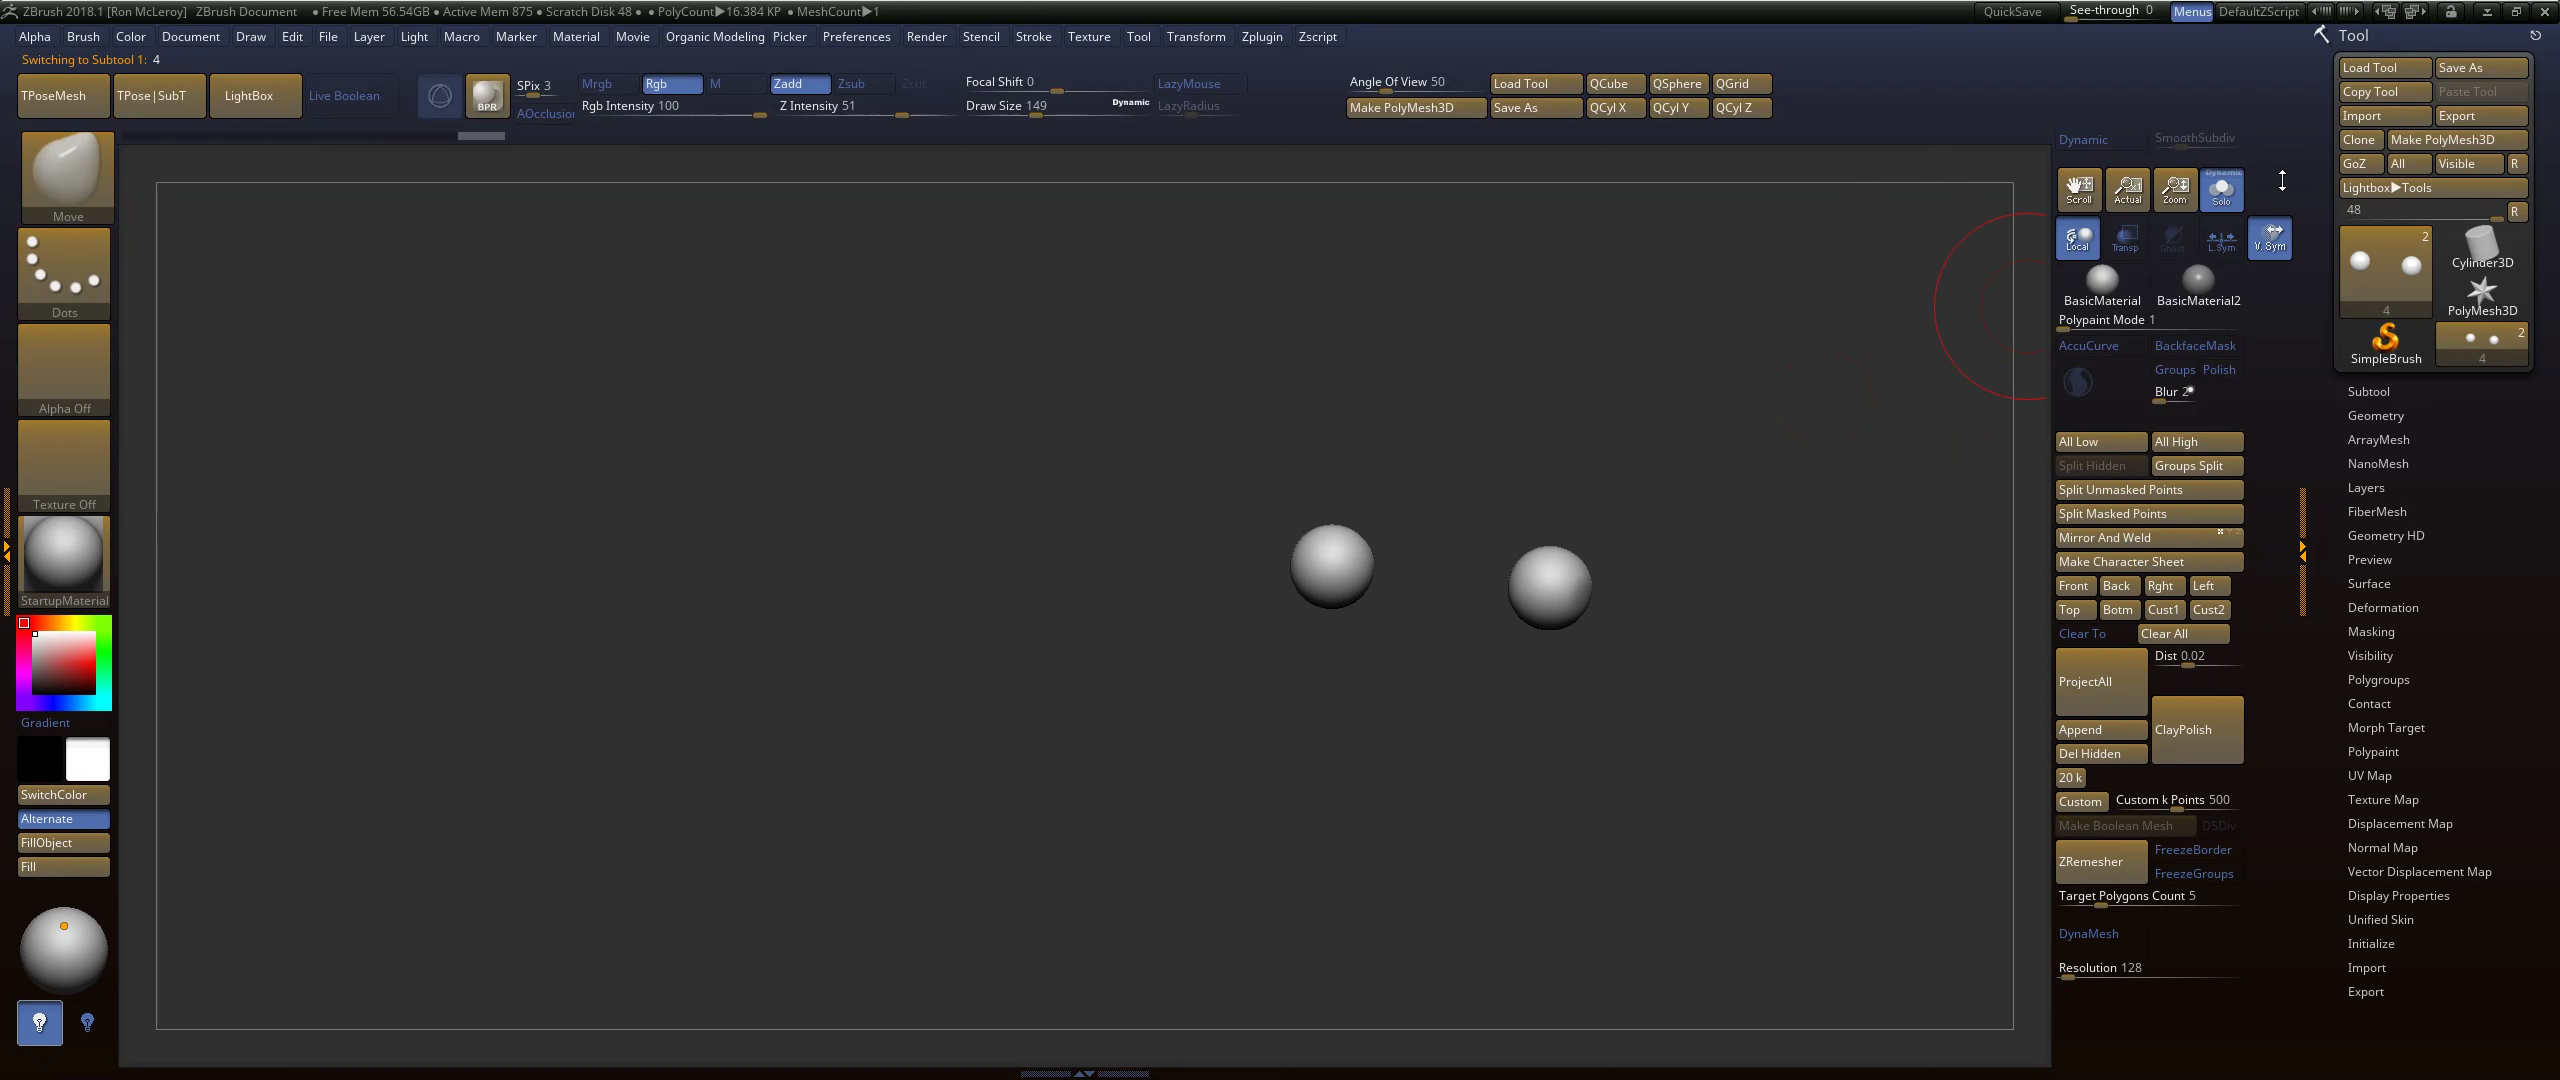 ZBrush 2018.1 [Ron McLeroy] ZBrush Document • Free Mem 56.54GB • Active Mem 875 • Scratch Disk 48 • • PolyCount▶16.384 KP • MeshCount▶1 QuickSave See-through 0 Menus DefaultZScript
Alpha Brush Color Document Draw Edit File Layer Light Macro Marker Material Movie Organic Modeling Picker Preferences Render Stencil Stroke Texture Tool Transform Zplugin Zscript
Switching to Subtool 1: 4
TPoseMesh TPose|SubT LightBox Live Boolean
BPR
SPix 3
AOcclusion
Mrgb Rgb M Zadd Zsub Zcut
Rgb Intensity 100 Z Intensity 51
Focal Shift 0
Draw Size 149 Dynamic
LazyMouse
LazyRadius
Angle Of View 50 Load Tool QCube QSphere QGrid
Make PolyMesh3D Save As QCyl X QCyl Y QCyl Z
Move
Dots
Alpha Off
Texture Off
StartupMaterial
Gradient
SwitchColor
Alternate
FillObject
Fill
Dynamic SmoothSubdiv
Scroll Actual Zoom Dynamic Solo
Local Transp Ghost L.Sym V. Sym
BasicMaterial BasicMaterial2
Polypaint Mode 1
AccuCurve BackfaceMask
Groups Polish
Blur 2
All Low All High
Split Hidden Groups Split
Split Unmasked Points
Split Masked Points
Mirror And Weld
Make Character Sheet
Front Back Rght Left
Top Botm Cust1 Cust2
Clear To Clear All
ProjectAll Dist 0.02
Append ClayPolish
Del Hidden
20 k
Custom Custom k Points 500
Make Boolean Mesh DSDiv
ZRemesher FreezeBorder
FreezeGroups
Target Polygons Count 5
DynaMesh
Resolution 128
Tool
Load Tool Save As
Copy Tool Paste Tool
Import Export
Clone Make PolyMesh3D
GoZ All Visible R
Lightbox▶Tools
48 R
2
4
Cylinder3D
PolyMesh3D
SimpleBrush
2
4
Subtool
Geometry
ArrayMesh
NanoMesh
Layers
FiberMesh
Geometry HD
Preview
Surface
Deformation
Masking
Visibility
Polygroups
Contact
Morph Target
Polypaint
UV Map
Texture Map
Displacement Map
Normal Map
Vector Displacement Map
Display Properties
Unified Skin
Initialize
Import
Export